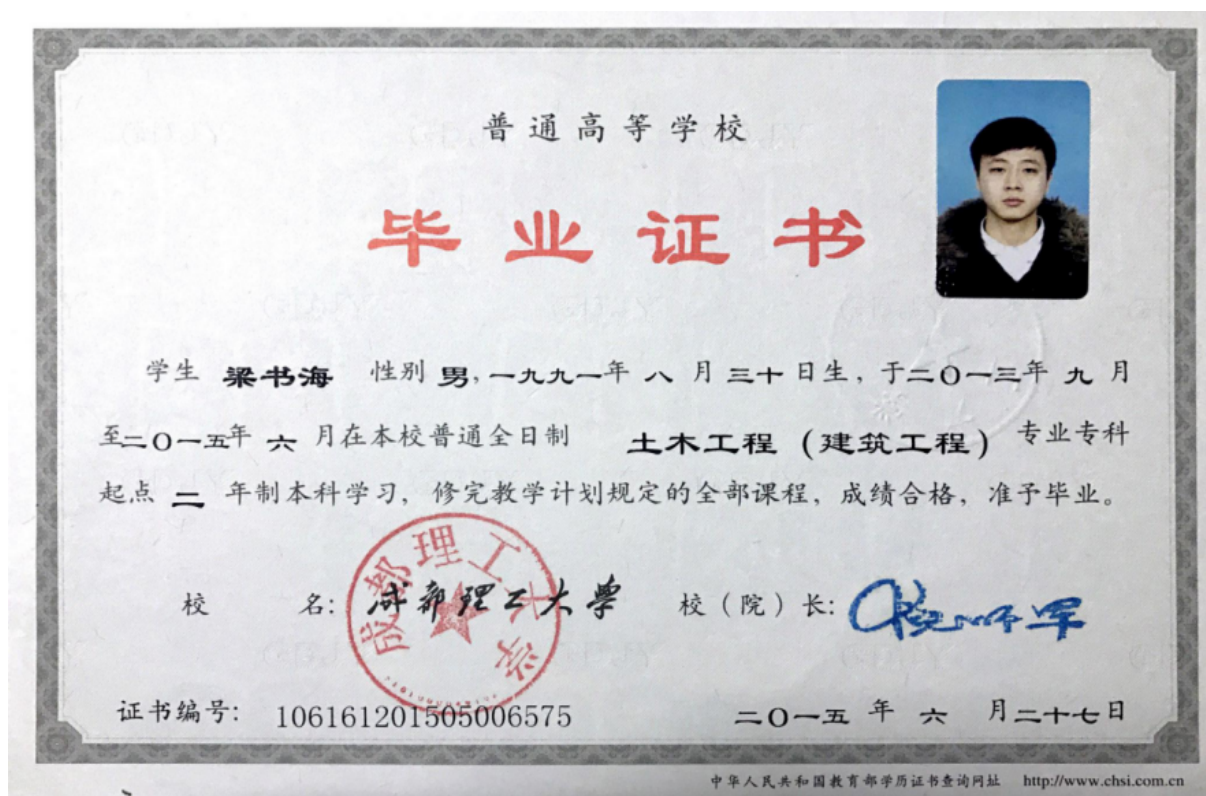 普通高等学校
毕业证书
学生 梁书海 性别 男,一九九一年 八 月 三十 日生，于二〇一三年 九 月
至二〇一五年 六 月在本校普通全日制 土木工程（建筑工程） 专业专科
起点 二 年制本科学习，修完教学计划规定的全部课程，成绩合格，准予毕业。
成都理工大学
校 名：成都理工大学 校（院）长：
证书编号： 106161201505006575 二〇一五 年 六 月二十七日
中华人民共和国教育部学历证书查询网址 http://www.chsi.com.cn